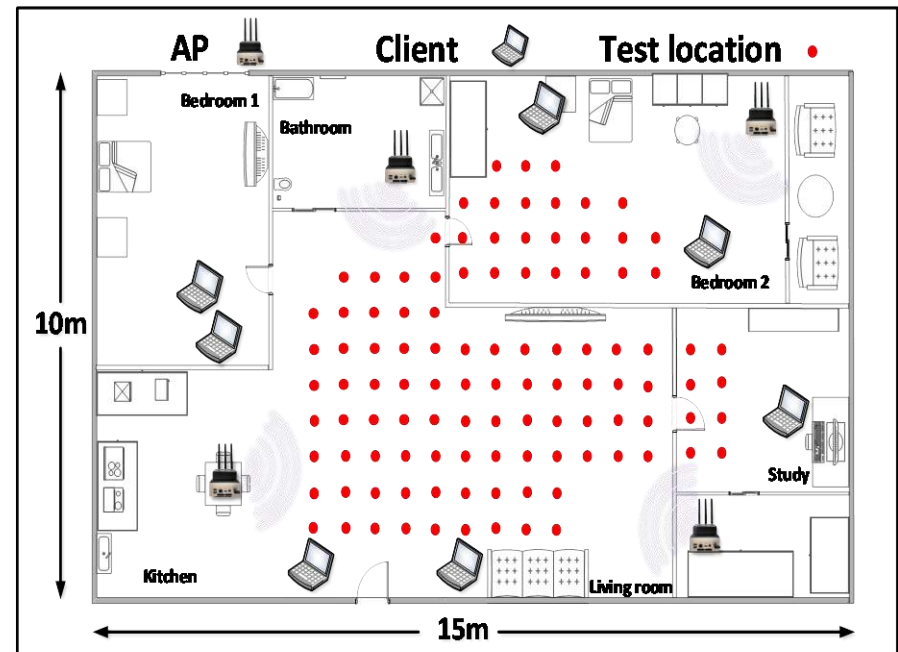 AP Client Test location
Bedroom 1
Bathroom
Bedroom 2
10m
Study
Kitchen
Living room
15m